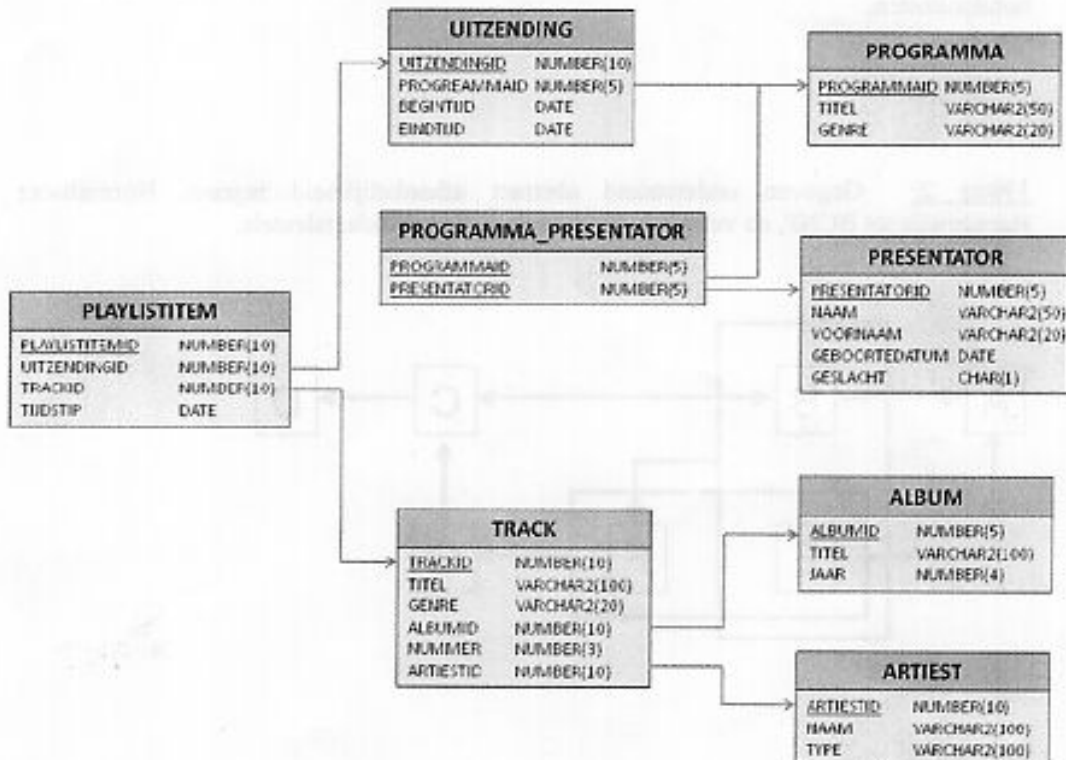 UITZENDING
UITZENDINGID NUMBER(10)
PROGREAMMAID NUMBER(5)
BEGINTIJD DATE
EINDTIJD DATE
PROGRAMMA
PROGRAMMAID NUMBER(5)
TITEL VARCHAR2(50)
GENRE VARCHAR2(20)
PROGRAMMA_PRESENTATOR
PROGRAMMAID NUMBER(5)
PRESENTATORID NUMBER(5)
PRESENTATOR
PRESENTATORID NUMBER(5)
NAAM VARCHAR2(50)
VOORNAAM VARCHAR2(20)
GEBOORTEDATUM DATE
GESLACHT CHAR(1)
PLAYLISTITEM
PLAYLISTITEMID NUMBER(10)
UITZENDINGID NUMBER(10)
TRACKID NUMBER(10)
TIJDSTIP DATE
TRACK
TRACKID NUMBER(10)
TITEL VARCHAR2(100)
GENRE VARCHAR2(20)
ALBUMID NUMBER(10)
NUMMER NUMBER(3)
ARTIESTID NUMBER(10)
ALBUM
ALBUMID NUMBER(5)
TITEL VARCHAR2(100)
JAAR NUMBER(4)
ARTIEST
ARTIESTID NUMBER(10)
NAAM VARCHAR2(100)
TYPE VARCHAR2(100)